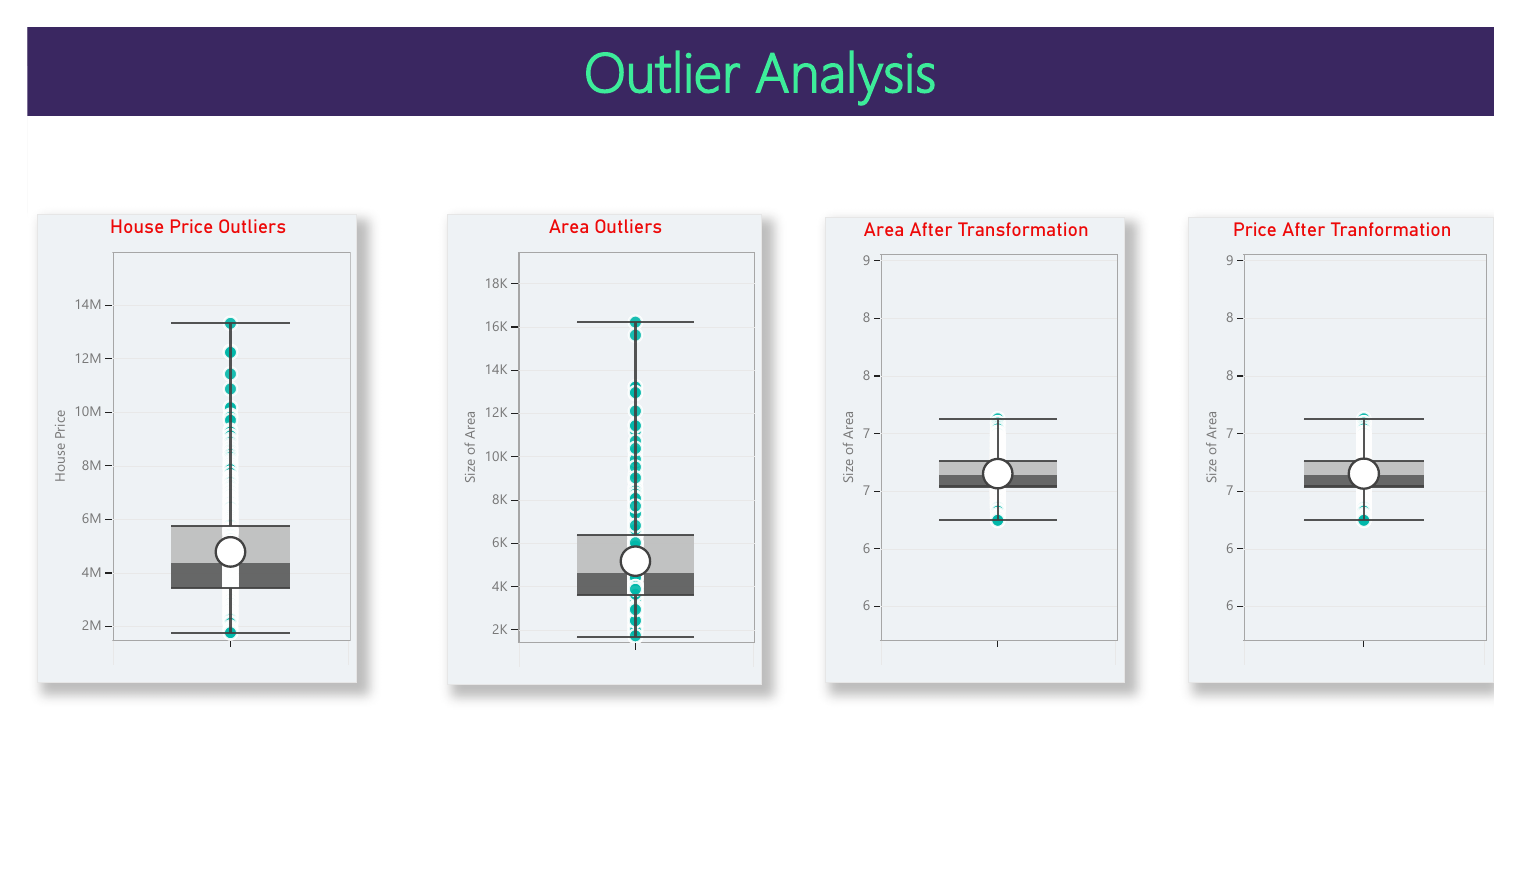 Outlier Analysis
House Price Outliers
14M
12M
10M
8M
6M
4M
2M
House Price
Area Outliers
18K
16K
14K
12K
10K
8K
6K
4K
2K
Size of Area
Area After Transformation
9
8
8
7
7
6
6
Size of Area
Price After Tranformation
9
8
8
7
7
6
6
Size of Area